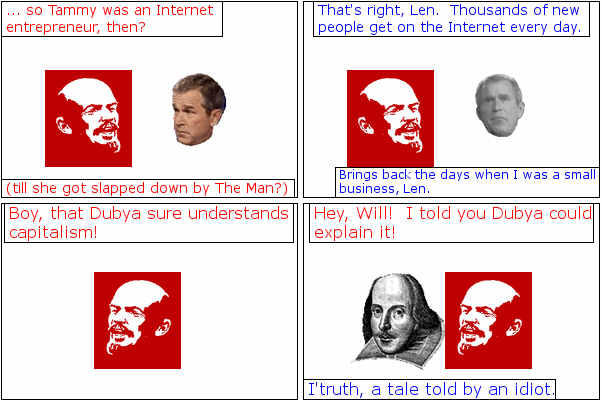 ... so Tammy was an Internet
entrepreneur, then?
(till she got slapped down by The Man?)
That's right, Len.  Thousands of new
people get on the Internet every day.
Brings back the days when I was a small
business, Len.
Boy, that Dubya sure understands
capitalism!
Hey, Will!  I told you Dubya could
explain it!
I'truth, a tale told by an idiot.